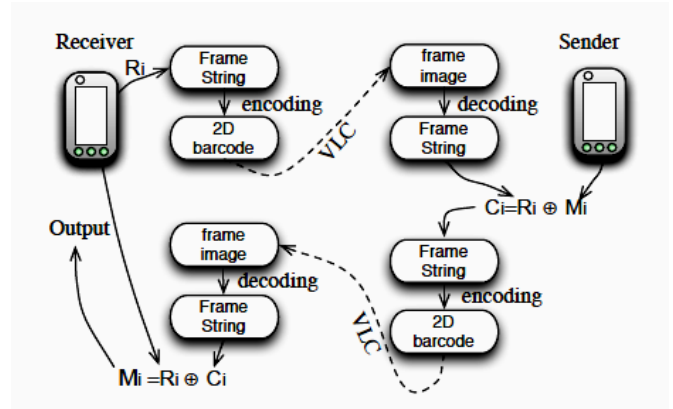 Receiver
Ri
Frame
String
encoding
2D
barcode
VLC
frame
image
decoding
Frame
String
Sender
Ci=Ri ⊕ Mi
Frame
String
encoding
2D
barcode
VLC
frame
image
decoding
Frame
String
Mi =Ri ⊕ Ci
Output